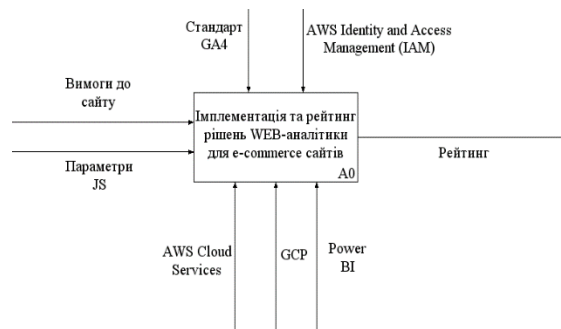 Стандарт
GA4
AWS Identity and Access
Management (IAM)
Вимоги до
сайту
Імплементація та рейтинг
рішень WEB-аналітики
для e-commerce сайтів
A0
Параметри
JS
Рейтинг
AWS Cloud
Services
GCP
Power
BI